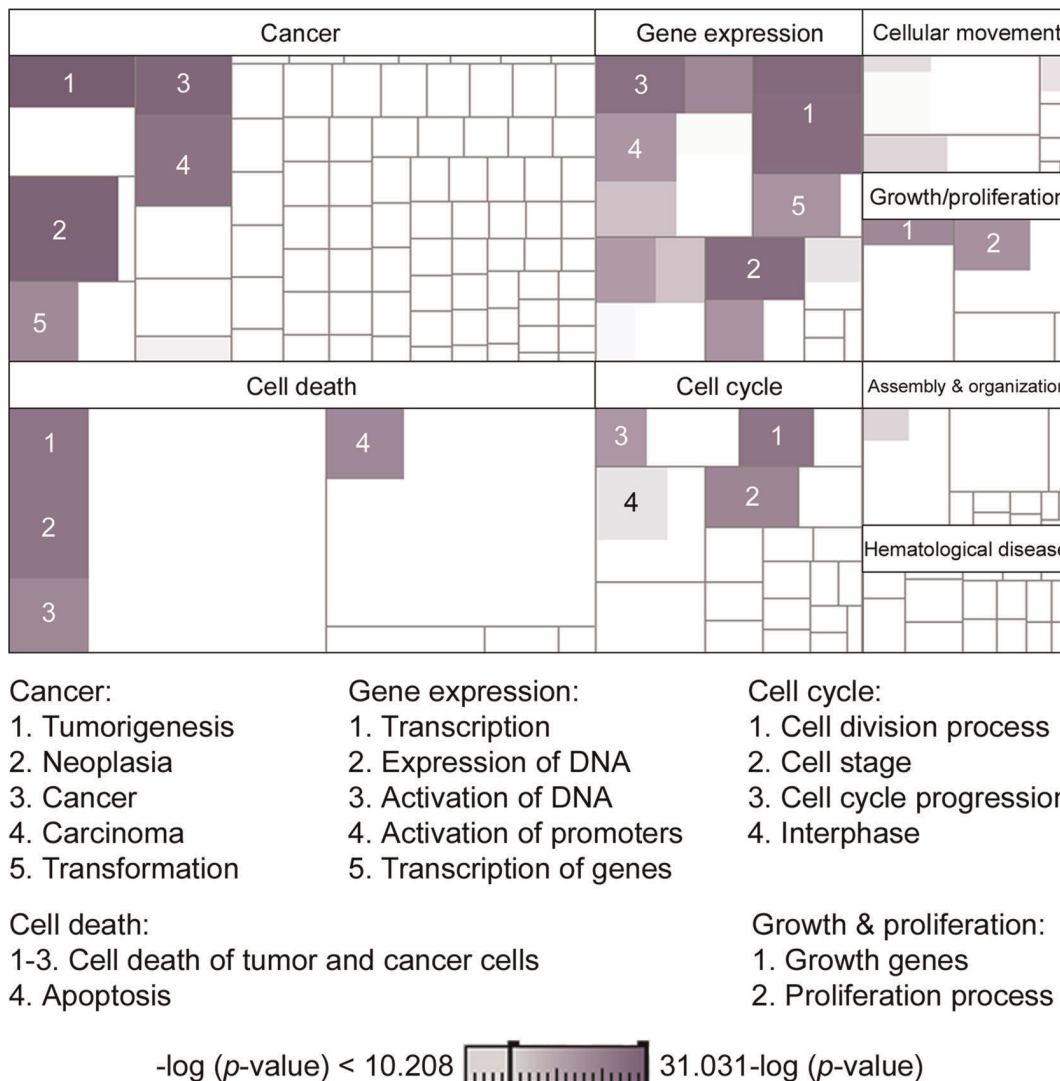 Cancer
Gene expression
Cellular movement
1
3
4
2
5
3
1
4
5
2
Growth/proliferation
1
2
Cell death
Cell cycle
Assembly & organization
1
2
3
4
3
1
4
2
Hematological disease
Cancer:
1. Tumorigenesis
2. Neoplasia
3. Cancer
4. Carcinoma
5. Transformation
Gene expression:
1. Transcription
2. Expression of DNA
3. Activation of DNA
4. Activation of promoters
5. Transcription of genes
Cell cycle:
1. Cell division process
2. Cell stage
3. Cell cycle progression
4. Interphase
Cell death:
1-3. Cell death of tumor and cancer cells
4. Apoptosis
Growth & proliferation:
1. Growth genes
2. Proliferation process
-log (p-value) < 10.208 31.031-log (p-value)